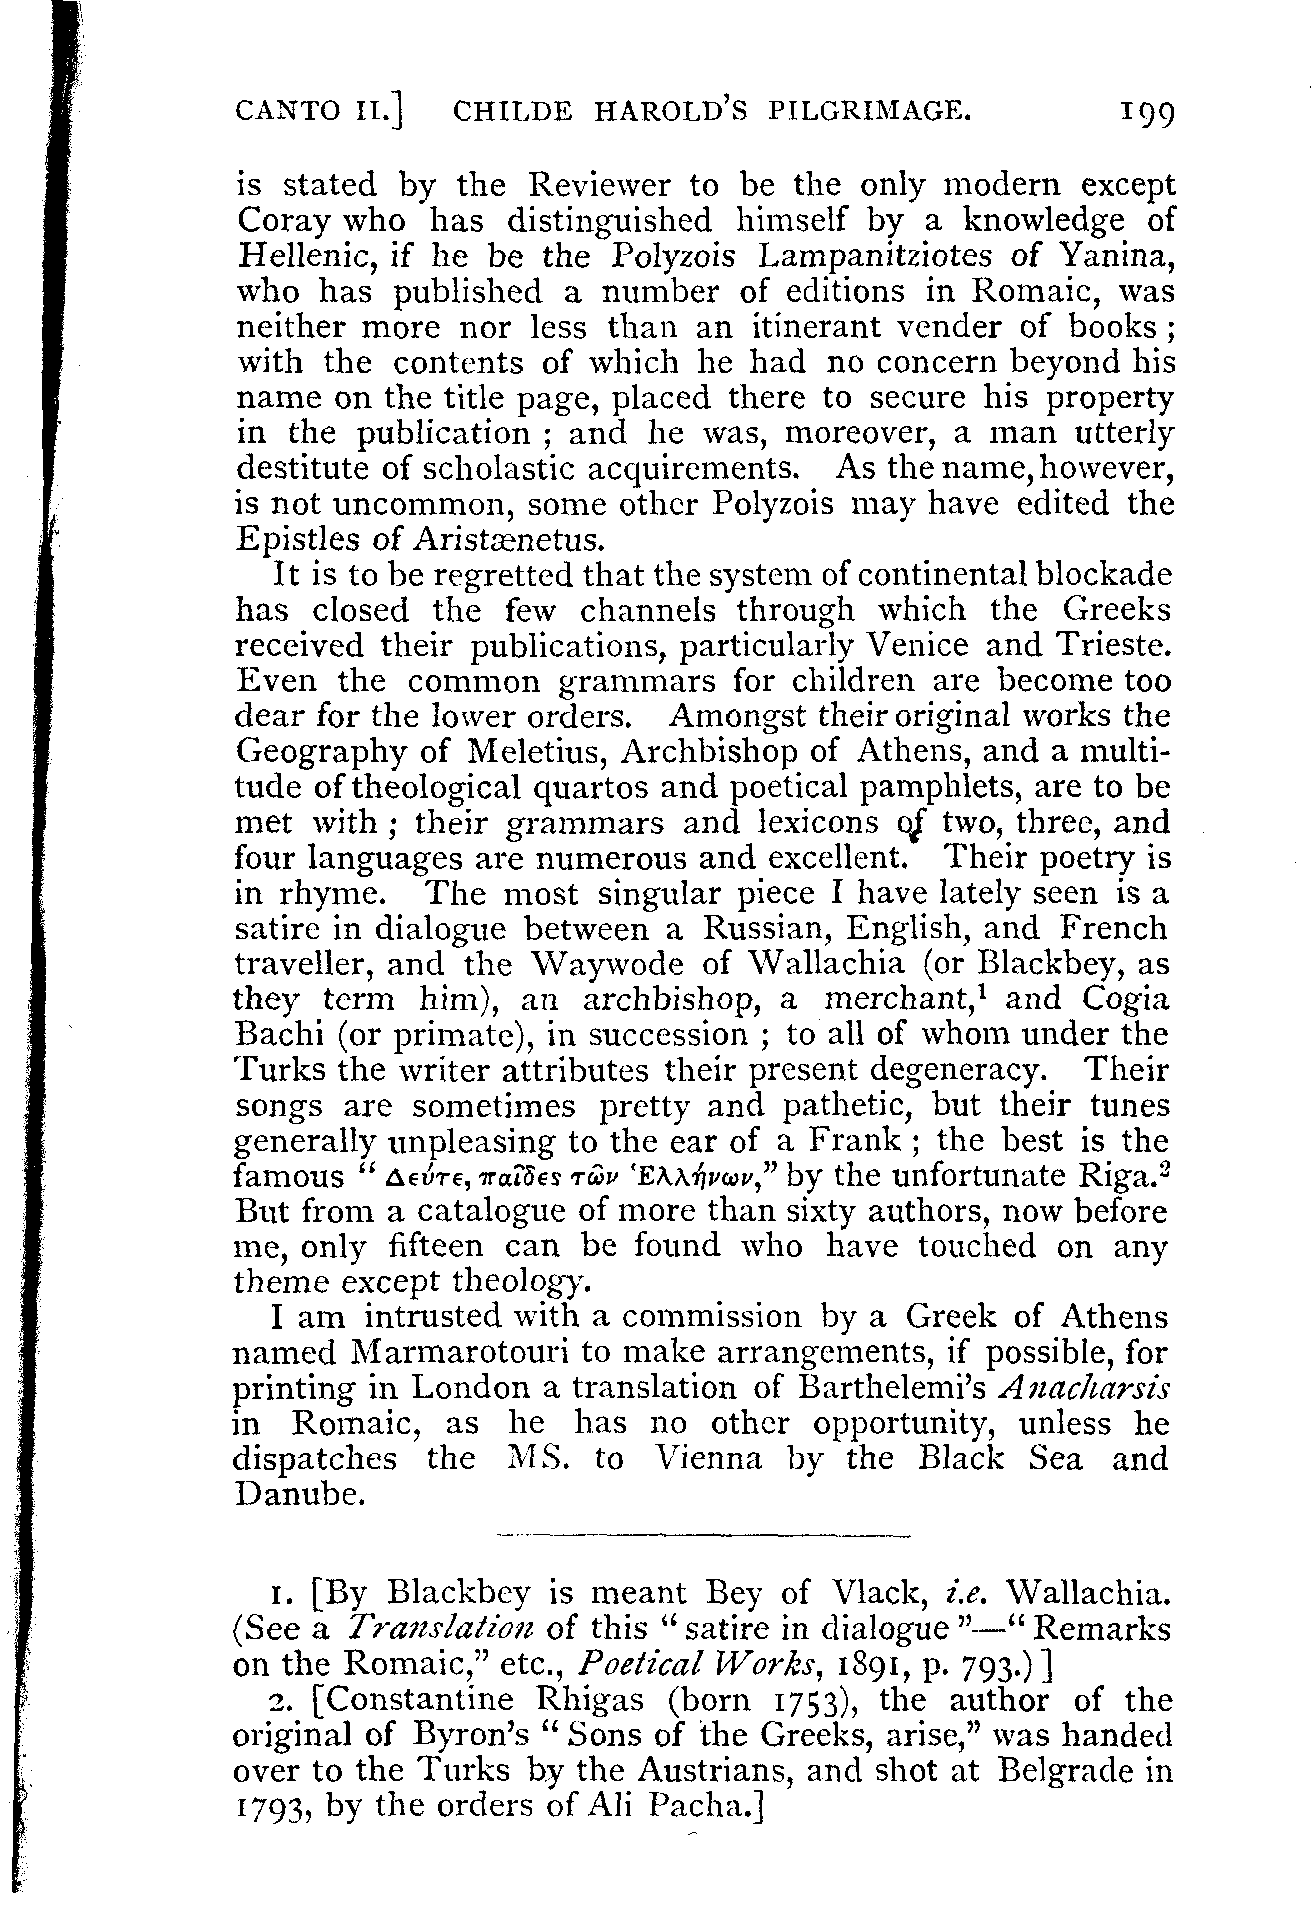 CANTO II.] CHILDE HAROLD'S PILGRIMAGE. 199
is stated by the Reviewer to be the only modern except
Coray who has distinguished himself by a knowledge of
Hellenic, if he be the Polyzois Lampanitziotes of Yanina,
who has published a number of editions in Romaic, was
neither more nor less than an itinerant vender of books ;
with the contents of which he had no concern beyond his
name on the title page, placed there to secure his property
in the publication ; and he was, moreover, a man utterly
destitute of scholastic acquirements. As the name, however,
is not uncommon, some other Polyzois may have edited the
Epistles of Aristænetus.
It is to be regretted that the system of continental blockade
has closed the few channels through which the Greeks
received their publications, particularly Venice and Trieste.
Even the common grammars for children are become too
dear for the lower orders. Amongst their original works the
Geography of Meletius, Archbishop of Athens, and a multi-
tude of theological quartos and poetical pamphlets, are to be
met with ; their grammars and lexicons of two, three, and
four languages are numerous and excellent. Their poetry is
in rhyme. The most singular piece I have lately seen is a
satire in dialogue between a Russian, English, and French
traveller, and the Waywode of Wallachia (or Blackbey, as
they term him), an archbishop, a merchant,¹ and Cogia
Bachi (or primate), in succession ; to all of whom under the
Turks the writer attributes their present degeneracy. Their
songs are sometimes pretty and pathetic, but their tunes
generally unpleasing to the ear of a Frank ; the best is the
famous “ Δεύτε, παῖδες τῶν Ἑλλήνων,” by the unfortunate Riga.²
But from a catalogue of more than sixty authors, now before
me, only fifteen can be found who have touched on any
theme except theology.
I am intrusted with a commission by a Greek of Athens
named Marmarotouri to make arrangements, if possible, for
printing in London a translation of Barthelemi's Anacharsis
in Romaic, as he has no other opportunity, unless he
dispatches the MS. to Vienna by the Black Sea and
Danube.
1. [By Blackbey is meant Bey of Vlack, i.e. Wallachia.
(See a Translation of this “ satire in dialogue ”—“ Remarks
on the Romaic,” etc., Poetical Works, 1891, p. 793.) ]
2. [Constantine Rhigas (born 1753), the author of the
original of Byron's “ Sons of the Greeks, arise,” was handed
over to the Turks by the Austrians, and shot at Belgrade in
1793, by the orders of Ali Pacha.]